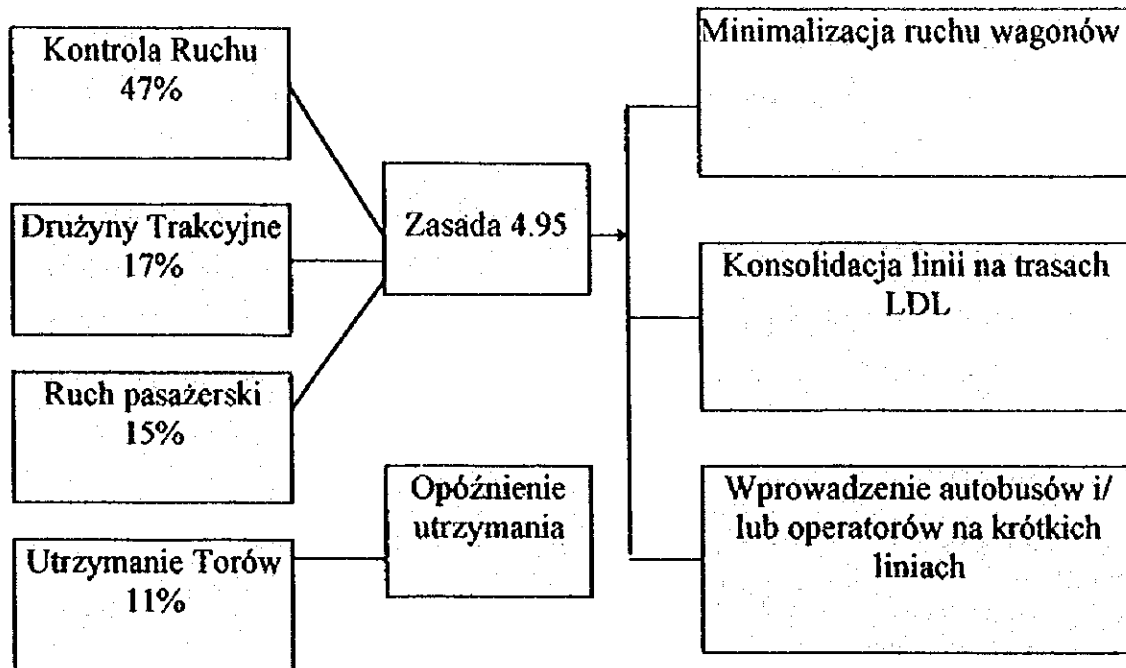 Kontrola Ruchu
47%
Drużyny Trakcyjne
17%
Ruch pasażerski
15%
Utrzymanie Torów
11%
Zasada 4.95
Opóźnienie
utrzymania
Minimalizacja ruchu wagonów
Konsolidacja linii na trasach
LDL
Wprowadzenie autobusów i/
lub operatorów na krótkich
liniach